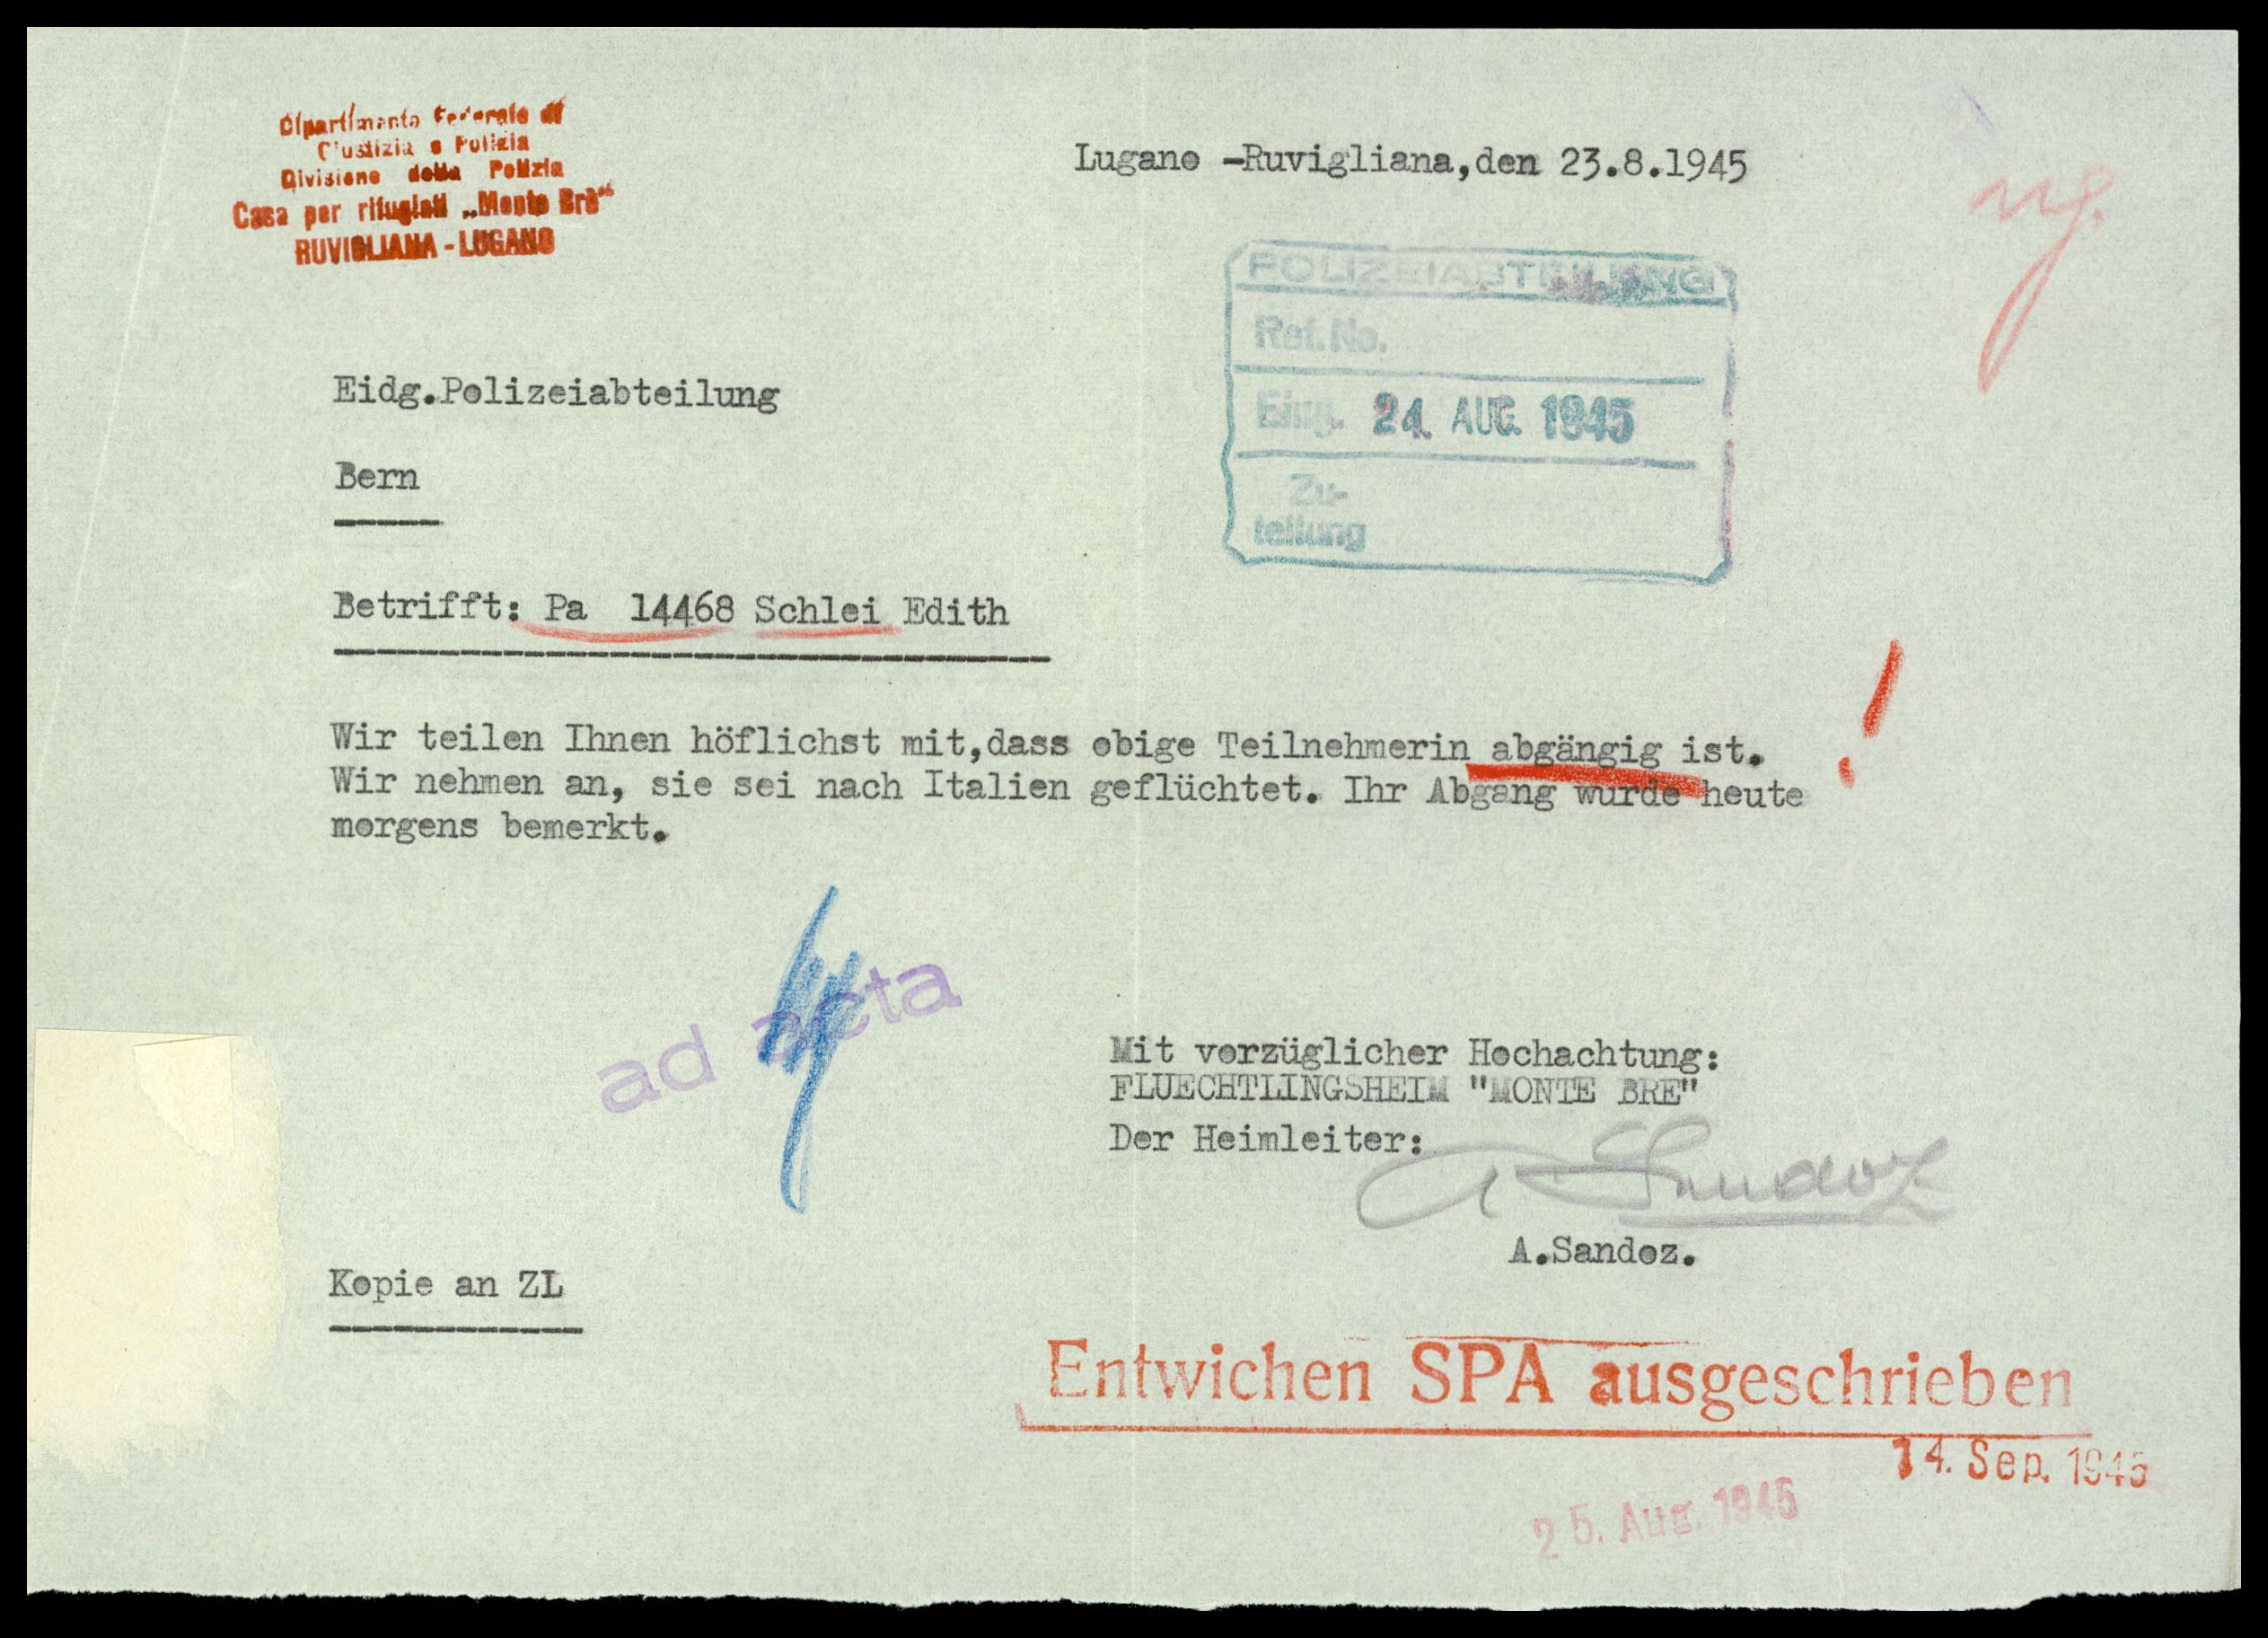 Dipartimento Federale di
Giustizia e Polizia
Divisione della Polizia
Casa per rifugiati „Monte Brè“
RUVIGLIANA - LUGANO
Lugano -Ruvigliana,den 23.8.1945
POLIZEIABTEILUNG
Ref. No.
Eing. 24. AUG. 1945
Zu-
teilung
Eidg.Polizeiabteilung
Bern
Betrifft: Pa 14468 Schlei Edith
Wir teilen Ihnen höflichst mit,dass obige Teilnehmerin abgängig ist. !
Wir nehmen an, sie sei nach Italien geflüchtet. Ihr Abgang wurde heute
morgens bemerkt.
ad acta
Mit vorzüglicher Hochachtung:
FLUECHTLINGSHEIM "MONTE BRE"
Der Heimleiter:
A Sandoz
A.Sandoz.
Kopie an ZL
Entwichen SPA ausgeschrieben
14. Sep. 1945
25. Aug. 1945